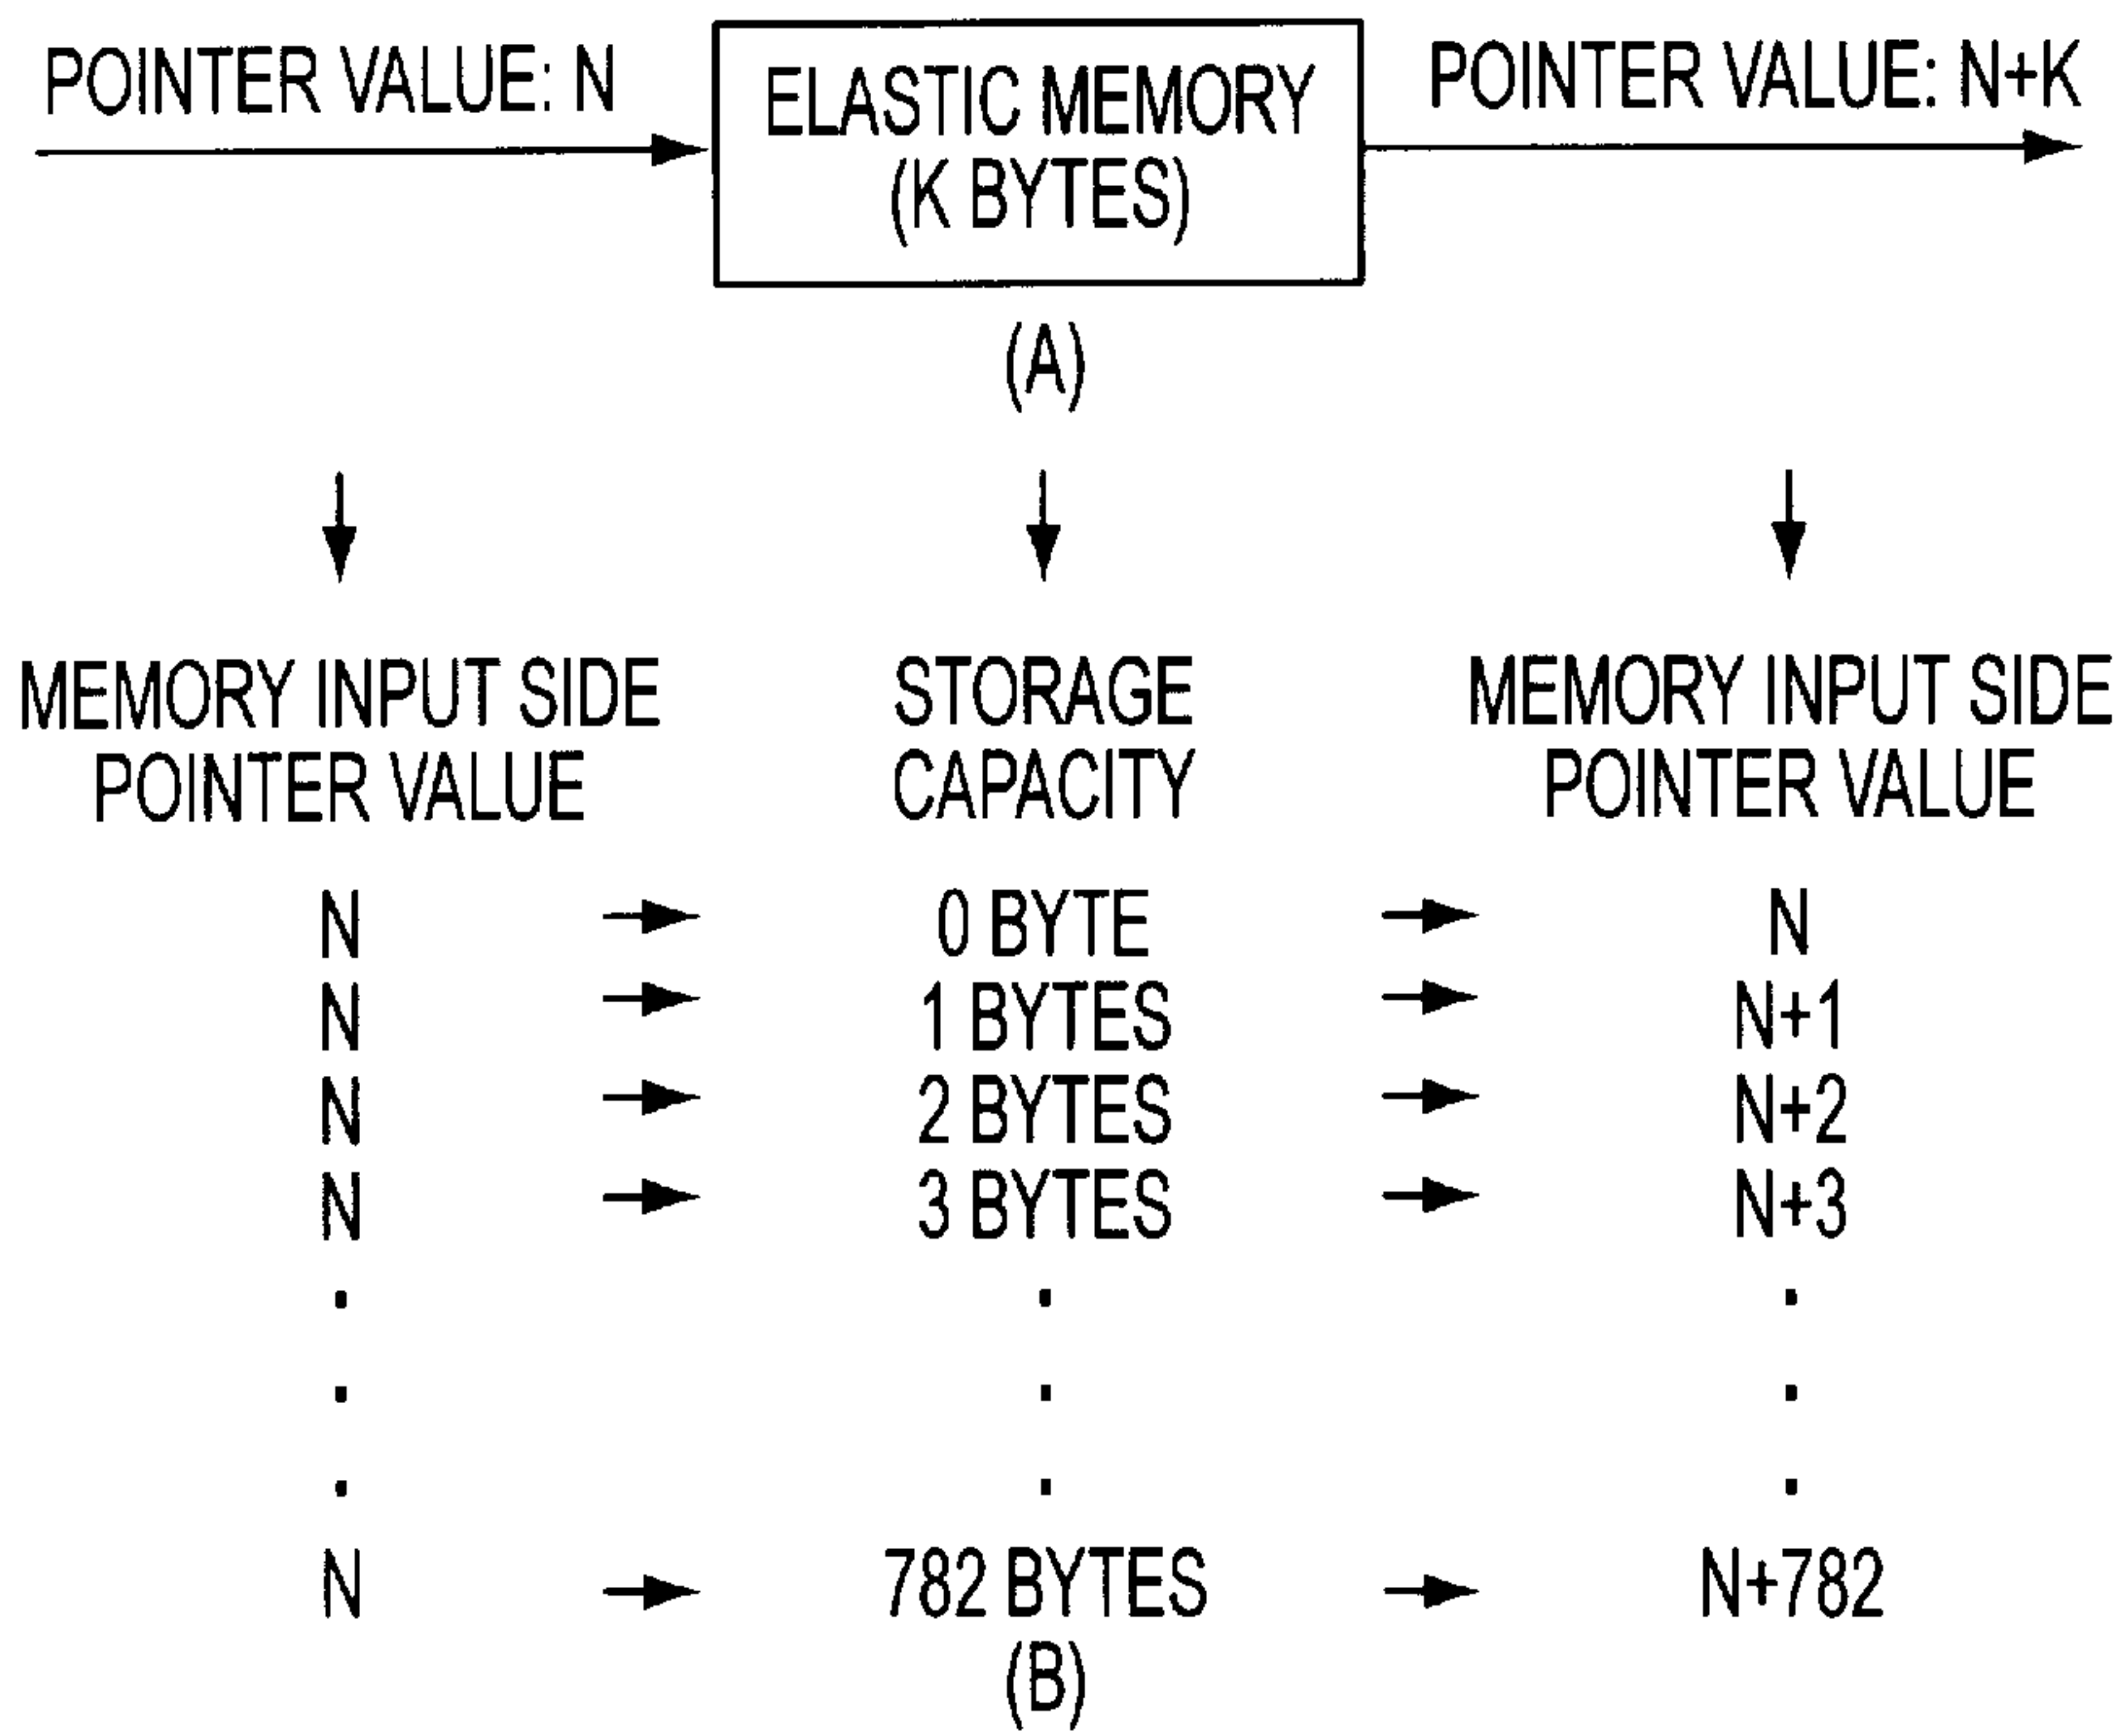 POINTER VALUE: N
ELASTIC MEMORY
(K BYTES)
POINTER VALUE: N+K
(A)
MEMORY INPUT SIDE
POINTER VALUE
STORAGE
CAPACITY
MEMORY INPUT SIDE
POINTER VALUE
N 0 BYTE N
N 1 BYTES N+1
N 2 BYTES N+2
N 3 BYTES N+3
N 782 BYTES N+782
(B)